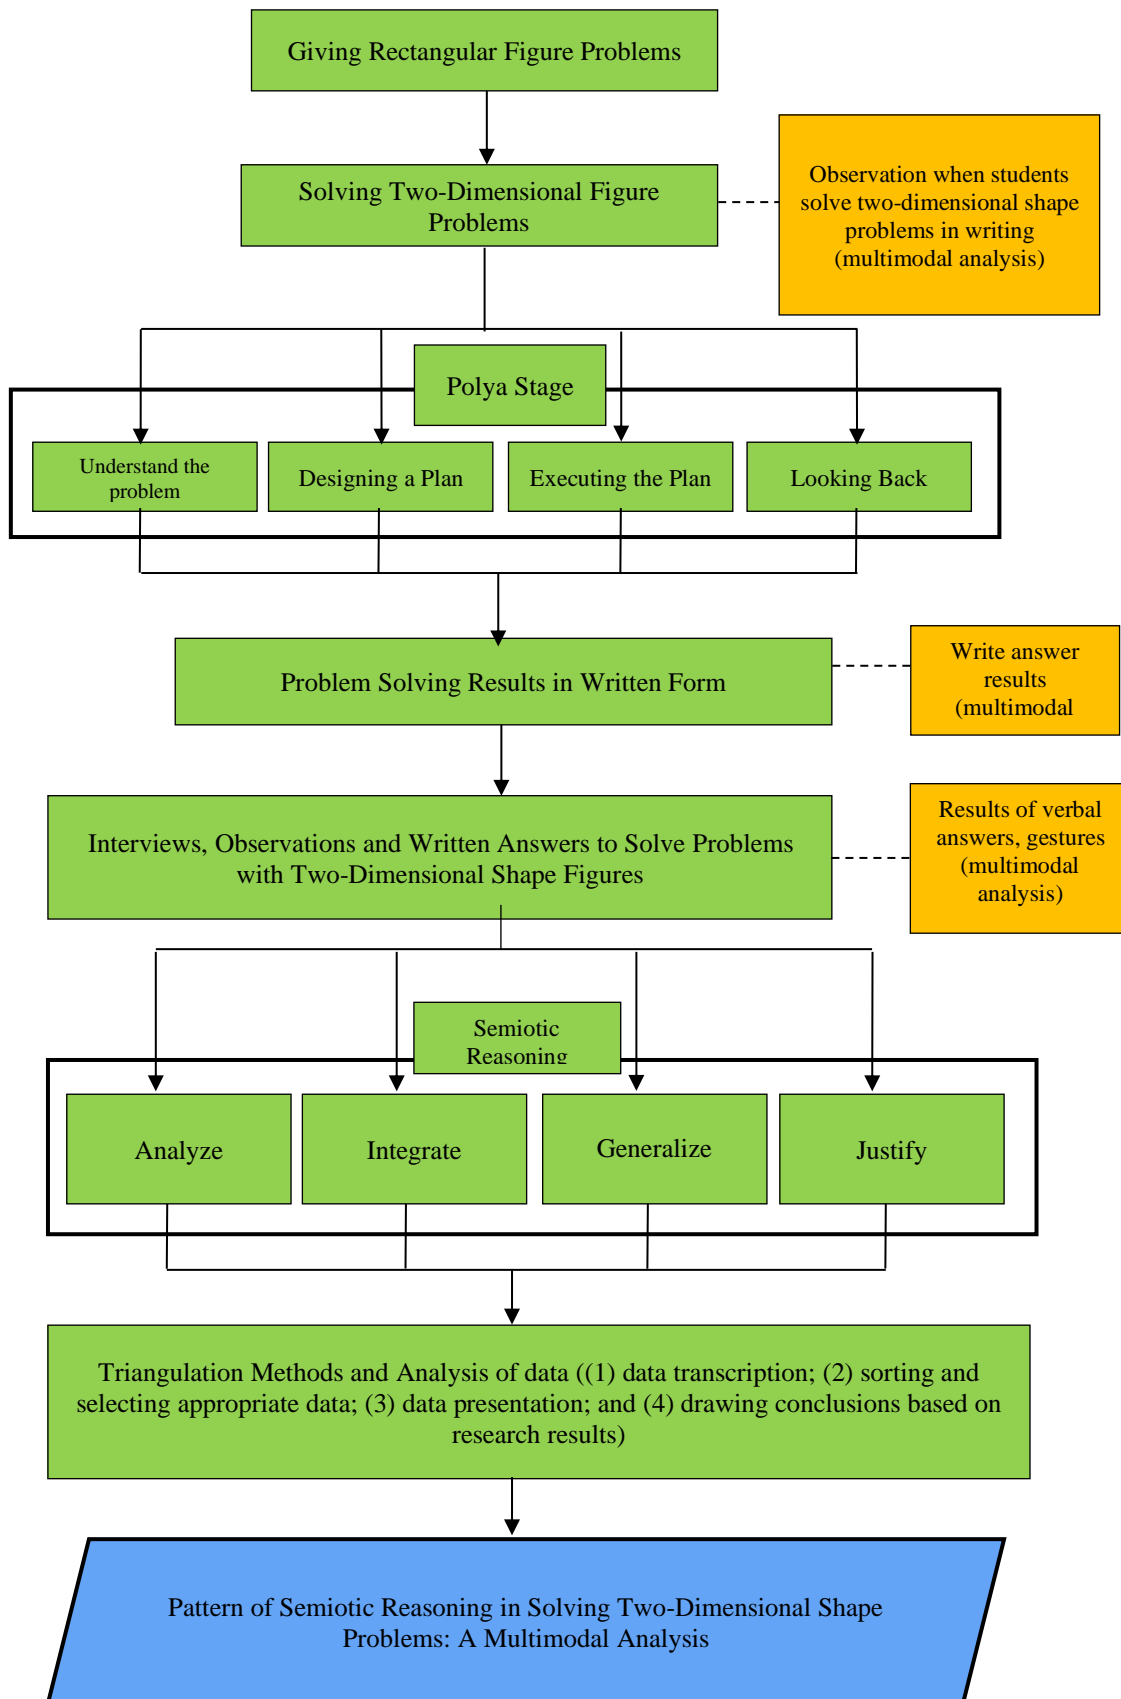 Giving Rectangular Figure Problems
Solving Two-Dimensional Figure
Problems
Observation when students
solve two-dimensional shape
problems in writing
(multimodal analysis)
Polya Stage
Understand the
problem
Designing a Plan
Executing the Plan
Looking Back
Problem Solving Results in Written Form
Write answer
results
(multimodal
Interviews, Observations and Written Answers to Solve Problems
with Two-Dimensional Shape Figures
Results of verbal
answers, gestures
(multimodal
analysis)
Semiotic
Reasoning
Analyze
Integrate
Generalize
Justify
Triangulation Methods and Analysis of data ((1) data transcription; (2) sorting and
selecting appropriate data; (3) data presentation; and (4) drawing conclusions based on
research results)
Pattern of Semiotic Reasoning in Solving Two-Dimensional Shape
Problems: A Multimodal Analysis